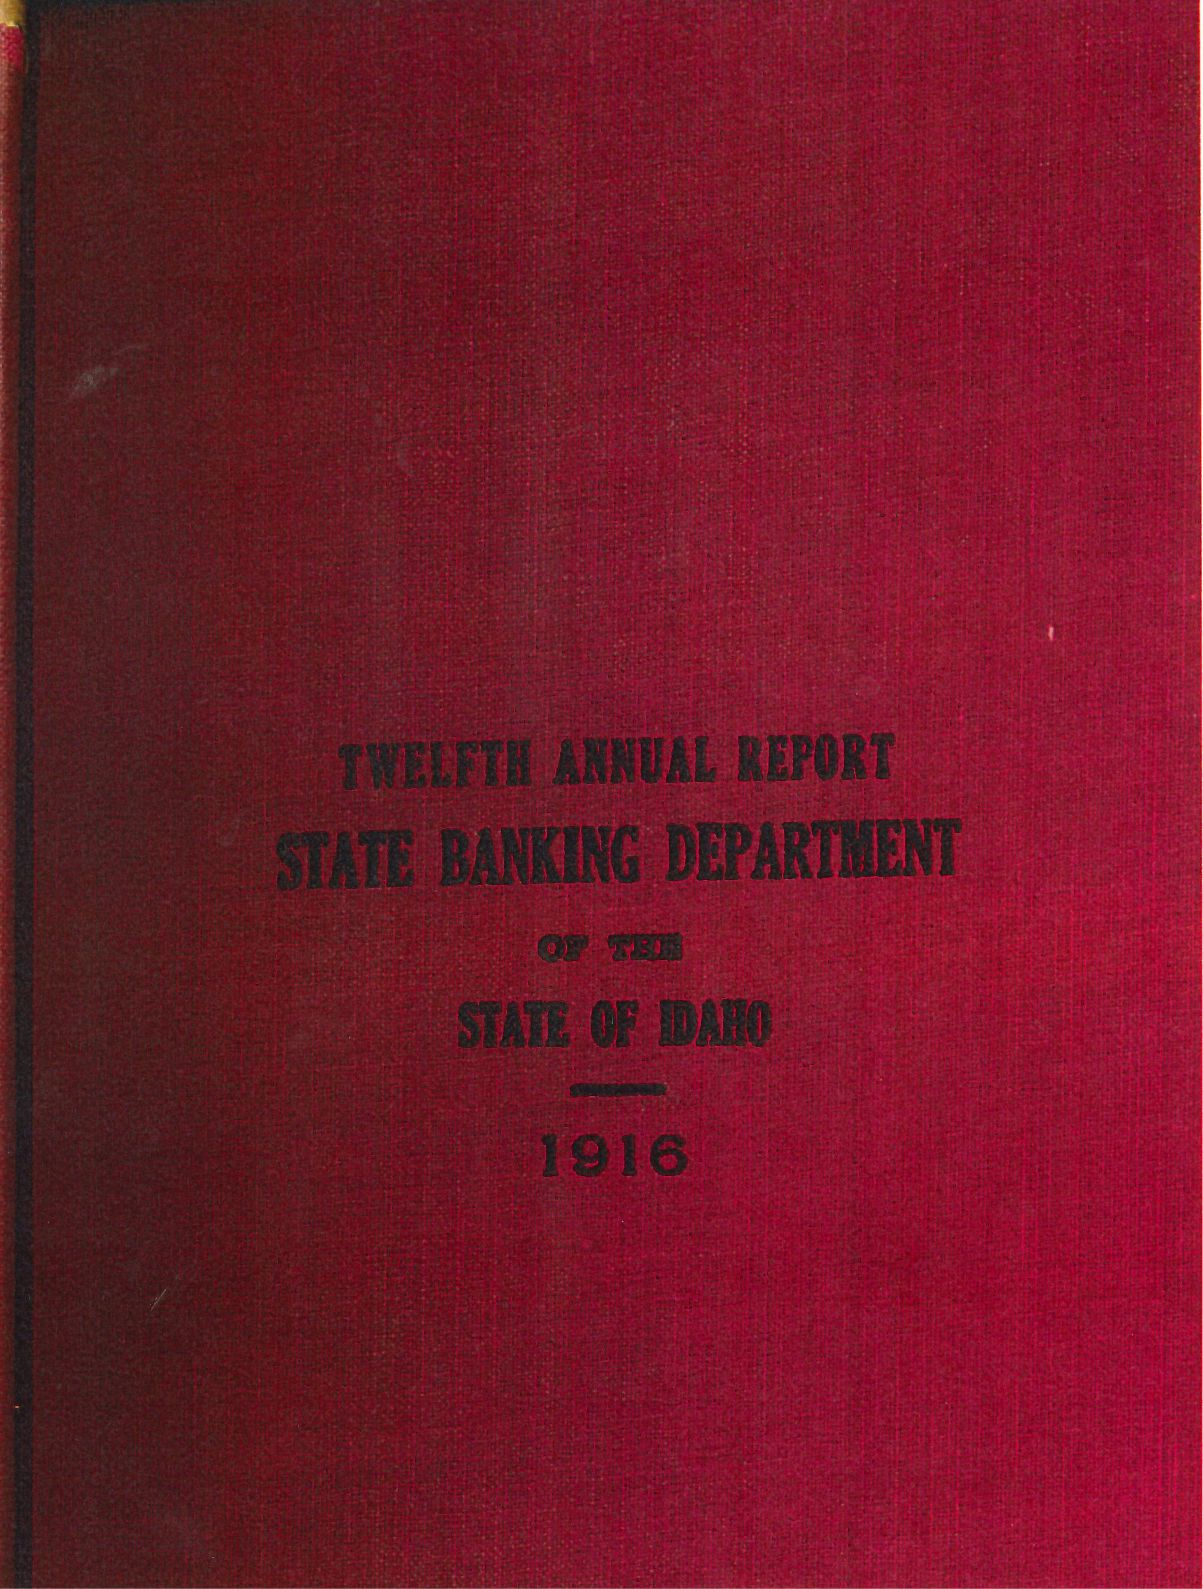 TWELFTH ANNUAL REPORT
STATE BANKING DEPARTMENT
OF THE
STATE OF IDAHO
1916